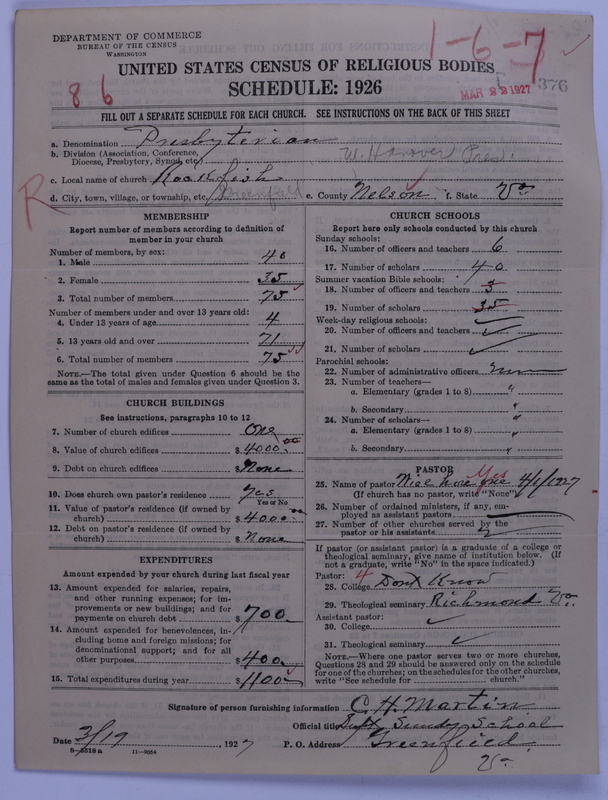 DEPARTMENT OF COMMERCE
BUREAU OF THE CENSUS
WASHINGTON
1-6-7
UNITED STATES CENSUS OF RELIGIOUS BODIES
376
86
SCHEDULE: 1926
MAR 22 1927
FILL OUT A SEPARATE SCHEDULE FOR EACH CHURCH. SEE INSTRUCTIONS ON THE BACK OF THIS SHEET
a. Denomination Presbyterian
b. Division (Association, Conference, Diocese, Presbytery, Synod, etc.) W. Hanover Pres
c. Local name of church Rockfish
R
d. City, town, village, or township, etc. Greenfield e. County Nelson f. State Va
MEMBERSHIP
Report number of members according to definition of
member in your church
Number of members, by sex:
1. Male 40
2. Female 35
3. Total number of members 75
Number of members under and over 13 years old:
4. Under 13 years of age 4
5. 13 years old and over 71
6. Total number of members 75
NOTE.—The total given under Question 6 should be the
same as the total of males and females given under Question 3.
CHURCH BUILDINGS
See instructions, paragraphs 10 to 12
7. Number of church edifices One
8. Value of church edifices $ 4000.00
9. Debt on church edifices $ None
10. Does church own pastor's residence yes
Yes or No
11. Value of pastor's residence (if owned by
church) $ 4000
12. Debt on pastor's residence (if owned by
church) $ None
EXPENDITURES
Amount expended by your church during last fiscal year
13. Amount expended for salaries, repairs,
and other running expenses; for im-
provements or new buildings; and for
payments on church debt $ 700.
14. Amount expended for benevolences, in-
cluding home and foreign missions; for
denominational support; and for all
other purposes $ 400
15. Total expenditures during year $ 1100
CHURCH SCHOOLS
Report here only schools conducted by this church
Sunday schools:
16. Number of officers and teachers 6
17. Number of scholars 40
Summer vacation Bible schools:
18. Number of officers and teachers 3
19. Number of scholars 35
Week-day religious schools:
20. Number of officers and teachers
21. Number of scholars
Parochial schools:
22. Number of administrative officers
23. Number of teachers—
a. Elementary (grades 1 to 8) "
b. Secondary "
24. Number of scholars—
a. Elementary (grades 1 to 8) "
b. Secondary "
PASTOR
Yes
25. Name of pastor Will have one 4/1/1927
(If church has no pastor, write "None")
26. Number of ordained ministers, if any, em-
ployed as assistant pastors
27. Number of other churches served by the
pastor or his assistants 2
If pastor (or assistant pastor) is a graduate of a college or
theological seminary, give name of institution below. (If
not a graduate, write "No" in the space indicated.)
Pastor: 4
28. College Dont Know
29. Theological seminary Richmond Va.
Assistant pastor:
30. College
31. Theological seminary
NOTE.—Where one pastor serves two or more churches,
Questions 28 and 29 should be answered only on the schedule
for one of the churches; on the schedules for the other churches,
write "See schedule for church."
Signature of person furnishing information C. H. Martin
Official title Supt Sunday School
Date 3/19, 1927 P. O. Address Greenfield
Va.
8-5518a 11-9554